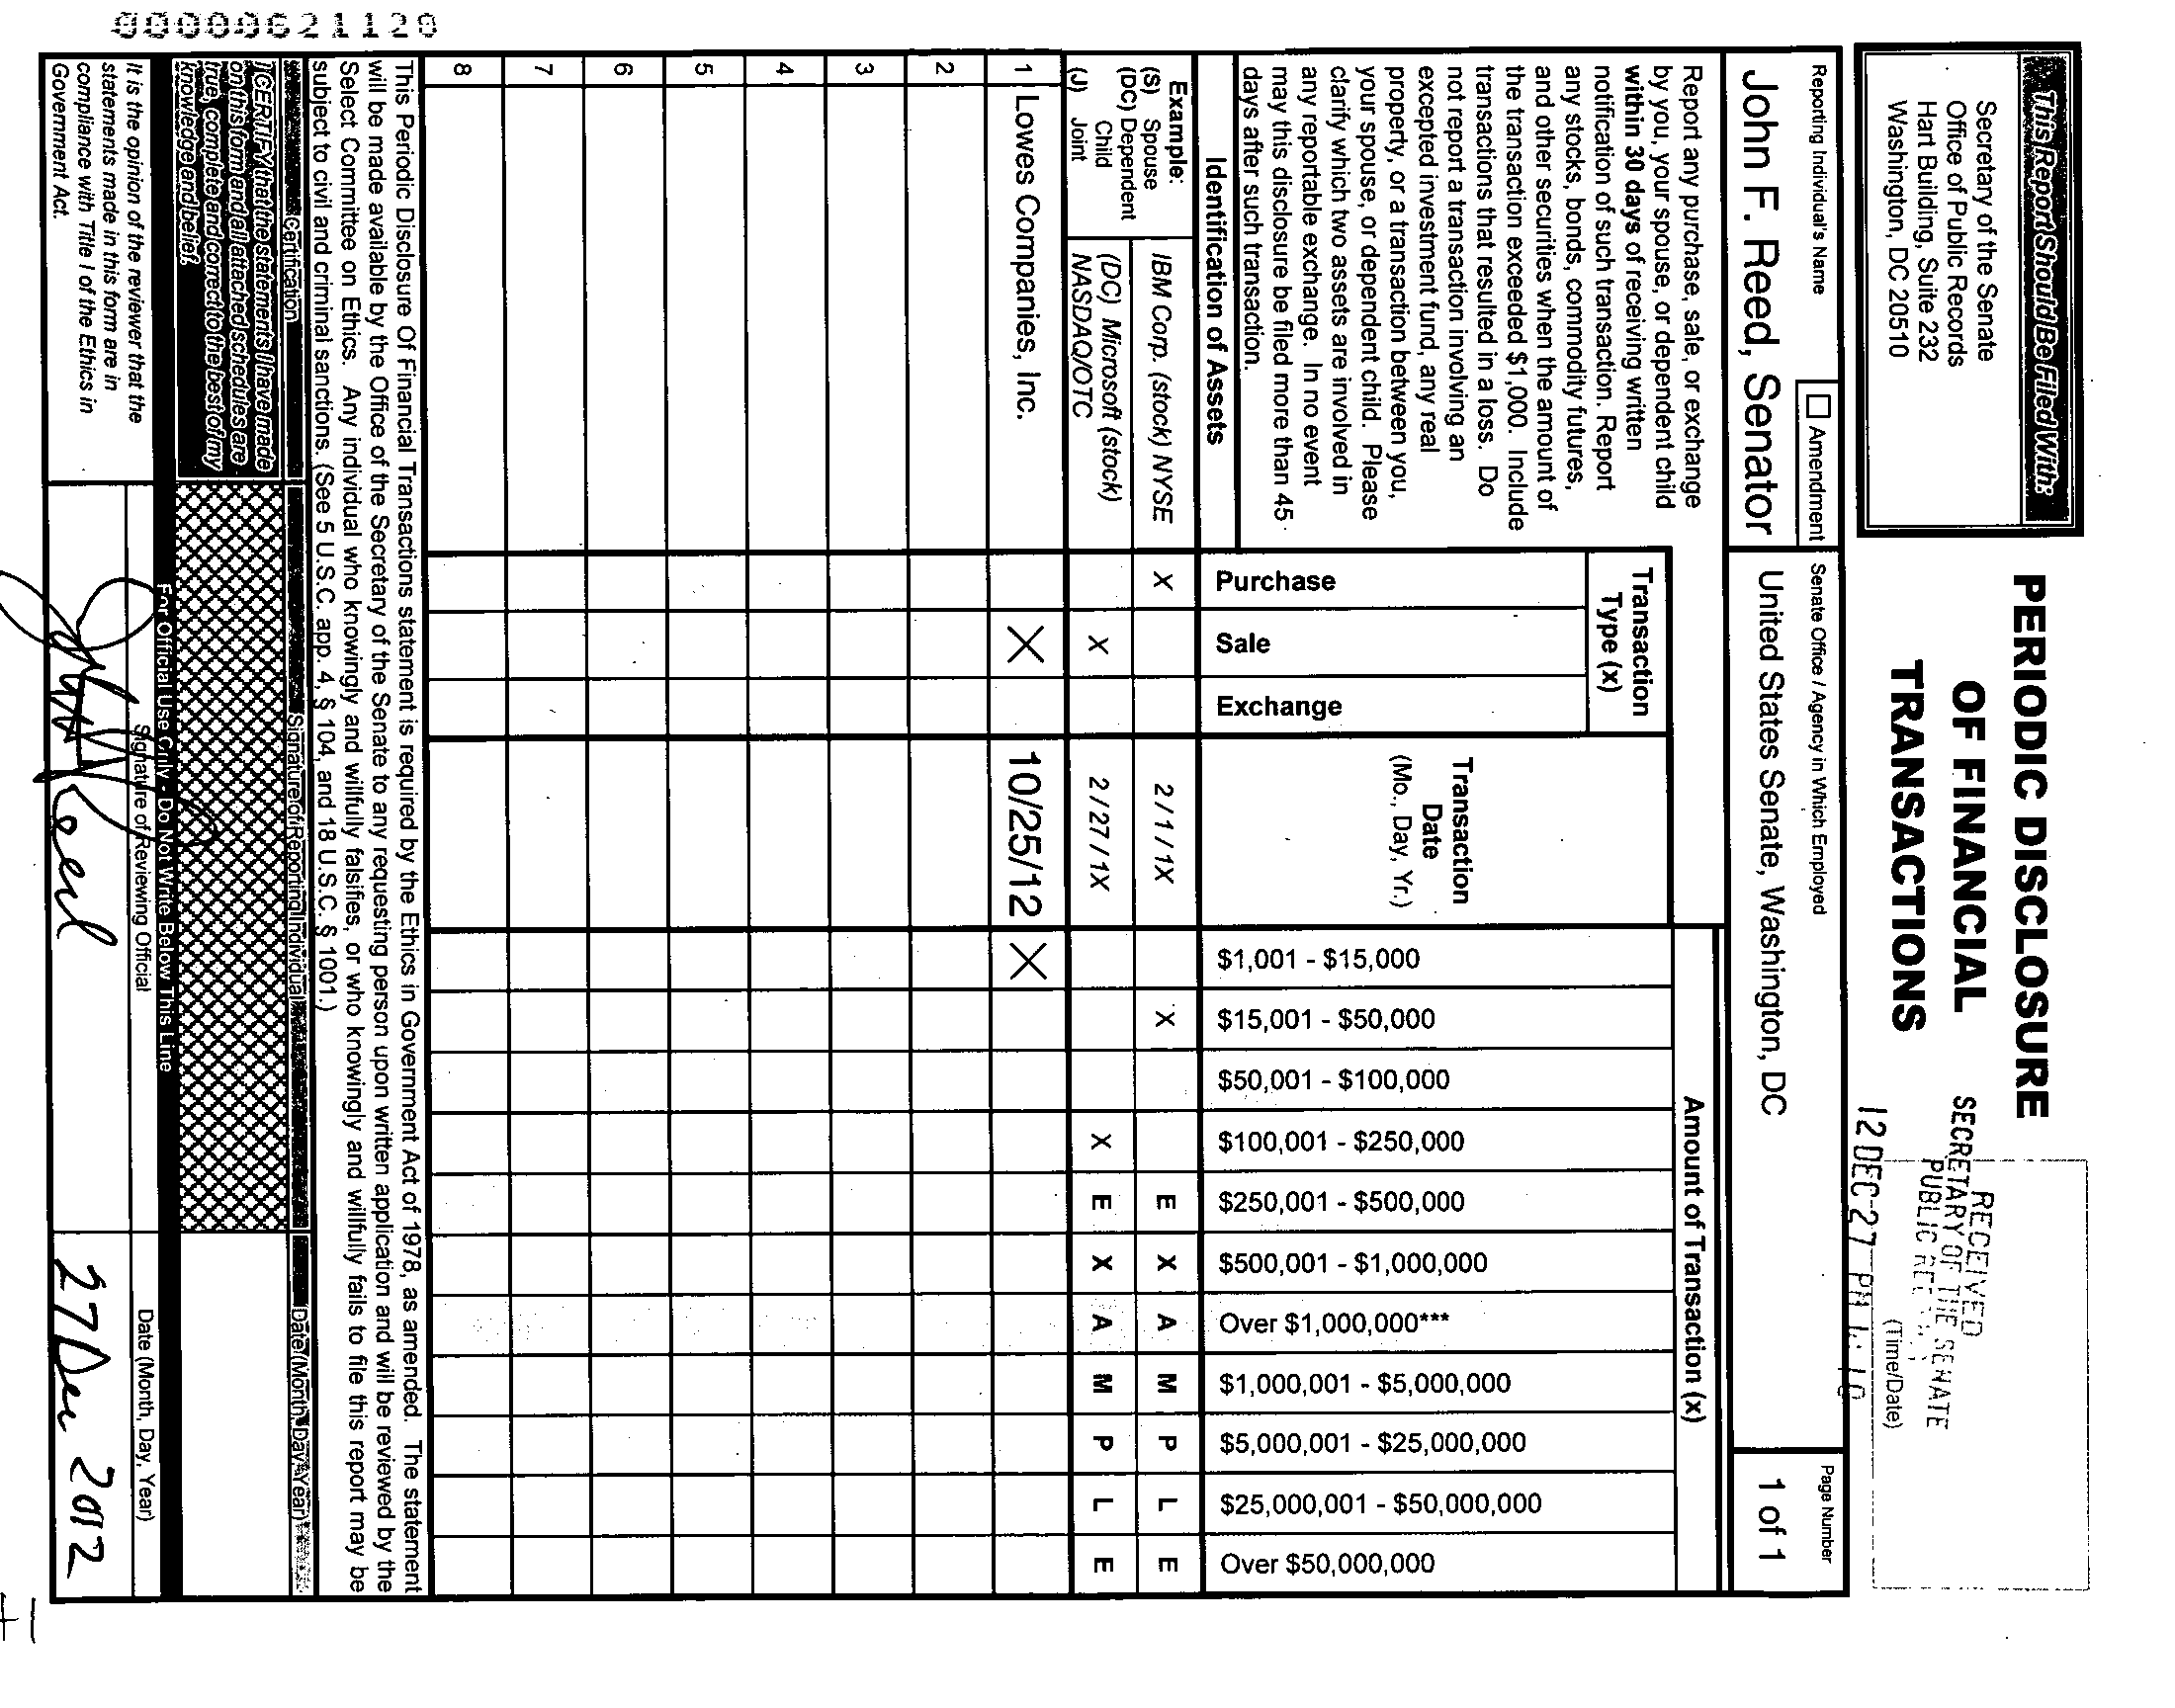 This Report Should Be Filed With:
Secretary of the Senate
Office of Public Records
Hart Building, Suite 232
Washington, DC 20510
PERIODIC DISCLOSURE
OF FINANCIAL
TRANSACTIONS
RECEIVED
SECRETARY OF THE SENATE
PUBLIC
(Time/Date)
12 DEC 27 PM
Reporting Individual's Name
☐ Amendment
Senate Office / Agency in Which Employed
Page Number
John F. Reed, Senator
United States Senate, Washington, DC
1 of 1
Report any purchase, sale, or exchange
by you, your spouse, or dependent child
within 30 days of receiving written
notification of such transaction. Report
any stocks, bonds, commodity futures,
and other securities when the amount of
the transaction exceeded $1,000. Include
transactions that resulted in a loss. Do
not report a transaction involving an
excepted investment fund, any real
property, or a transaction between you,
your spouse, or dependent child. Please
clarify which two assets are involved in
any reportable exchange. In no event
may this disclosure be filed more than 45
days after such transaction.
Identification of Assets
Transaction
Type (x)
Purchase
Sale
Exchange
Transaction
Date
(Mo., Day, Yr.)
Amount of Transaction (x)
$1,001 - $15,000
$15,001 - $50,000
$50,001 - $100,000
$100,001 - $250,000
$250,001 - $500,000
$500,001 - $1,000,000
Over $1,000,000***
$1,000,001 - $5,000,000
$5,000,001 - $25,000,000
$25,000,001 - $50,000,000
Over $50,000,000
Example:
(S) Spouse
(DC) Dependent
Child
(J) Joint
IBM Corp. (stock) NYSE X 2 / 1 / 1X X E X A M P L E
(DC) Microsoft (stock)
NASDAQ/OTC X 2 / 27 / 1X X E X A M P L E
1 Lowes Companies, Inc. X 10/25/12 X
2
3
4
5
6
7
8
This Periodic Disclosure Of Financial Transactions statement is required by the Ethics in Government Act of 1978, as amended. The statement
will be made available by the Office of the Secretary of the Senate to any requesting person upon written application and will be reviewed by the
Select Committee on Ethics. Any individual who knowingly and willfully falsifies, or who knowingly and willfully fails to file this report may be
subject to civil and criminal sanctions. (See 5 U.S.C. app. 4, § 104, and 18 U.S.C. § 1001.)
Certification
Signature of Reporting Individual
Date (Month, Day, Year)
I CERTIFY that the statements I have made
on this form and all attached schedules are
true, complete and correct to the best of my
knowledge and belief.
For Official Use Only - Do Not Write Below This Line
It is the opinion of the reviewer that the
statements made in this form are in
compliance with Title I of the Ethics in
Government Act.
Signature of Reviewing Official
Date (Month, Day, Year)
27 Dec 2012
00000621128